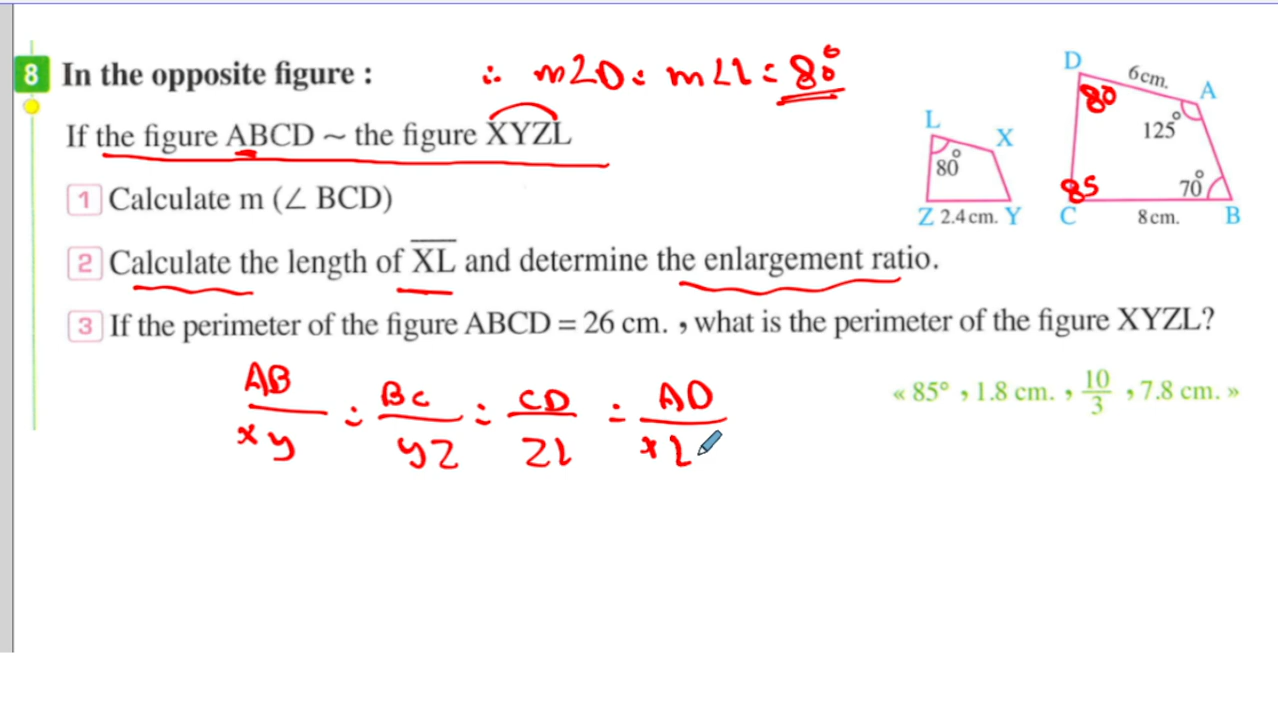 8 In the opposite figure :
∴ m∠D = m∠L = 80°
If the figure ABCD ~ the figure XYZL
1 Calculate m (∠ BCD)
2 Calculate the length of XL and determine the enlargement ratio.
3 If the perimeter of the figure ABCD = 26 cm. , what is the perimeter of the figure XYZL?
D 6 cm. A
80 125°
L X
80°
85 70°
Z 2.4 cm. Y C 8 cm. B
AB/xy = BC/yz = CD/ZL = AD/xL
« 85° , 1.8 cm. , 10/3 , 7.8 cm. »